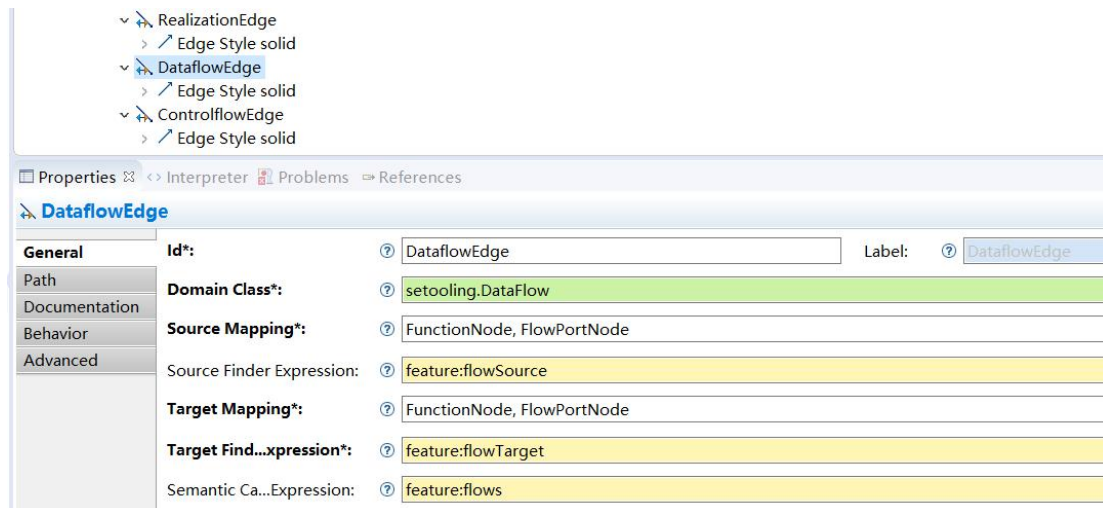 RealizationEdge
Edge Style solid
DataflowEdge
Edge Style solid
ControlflowEdge
Edge Style solid
Properties Interpreter Problems References
DataflowEdge
General
Path
Documentation
Behavior
Advanced
Id*: DataflowEdge Label: DataflowEdge
Domain Class*: setooling.DataFlow
Source Mapping*: FunctionNode, FlowPortNode
Source Finder Expression: feature:flowSource
Target Mapping*: FunctionNode, FlowPortNode
Target Find...xpression*: feature:flowTarget
Semantic Ca...Expression: feature:flows